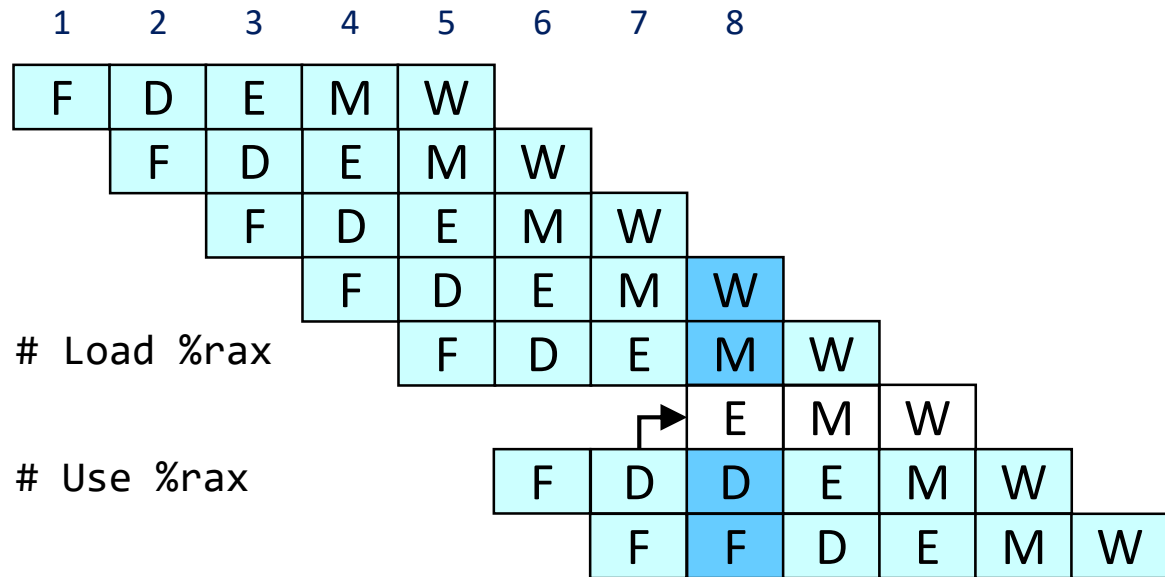 1 2 3 4 5 6 7 8
F D E M W
F D E M W
F D E M W
F D E M W
# Load %rax F D E M W
E M W
# Use %rax F D D E M W
F F D E M W